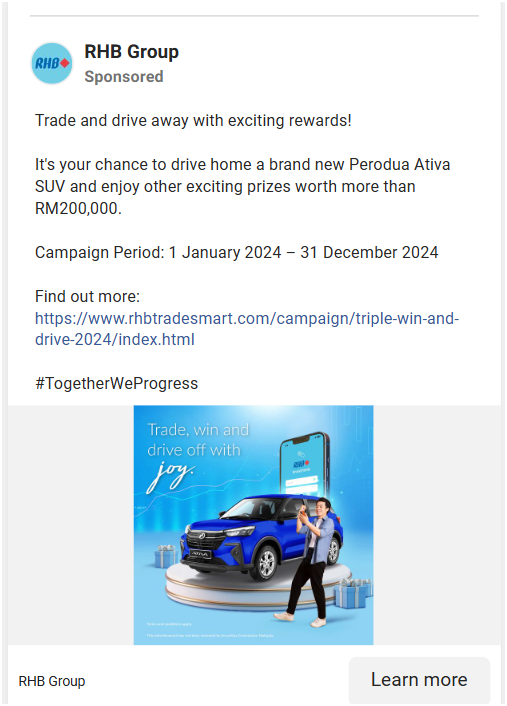 RHB
RHB Group
Sponsored
Trade and drive away with exciting rewards!
It's your chance to drive home a brand new Perodua Ativa
SUV and enjoy other exciting prizes worth more than
RM200,000.
Campaign Period: 1 January 2024 – 31 December 2024
Find out more:
https://www.rhbtradesmart.com/campaign/triple-win-and-
drive-2024/index.html
#TogetherWeProgress
Trade, win and
drive off with
joy.
RHB
ATIVA
RHB Group
Learn more